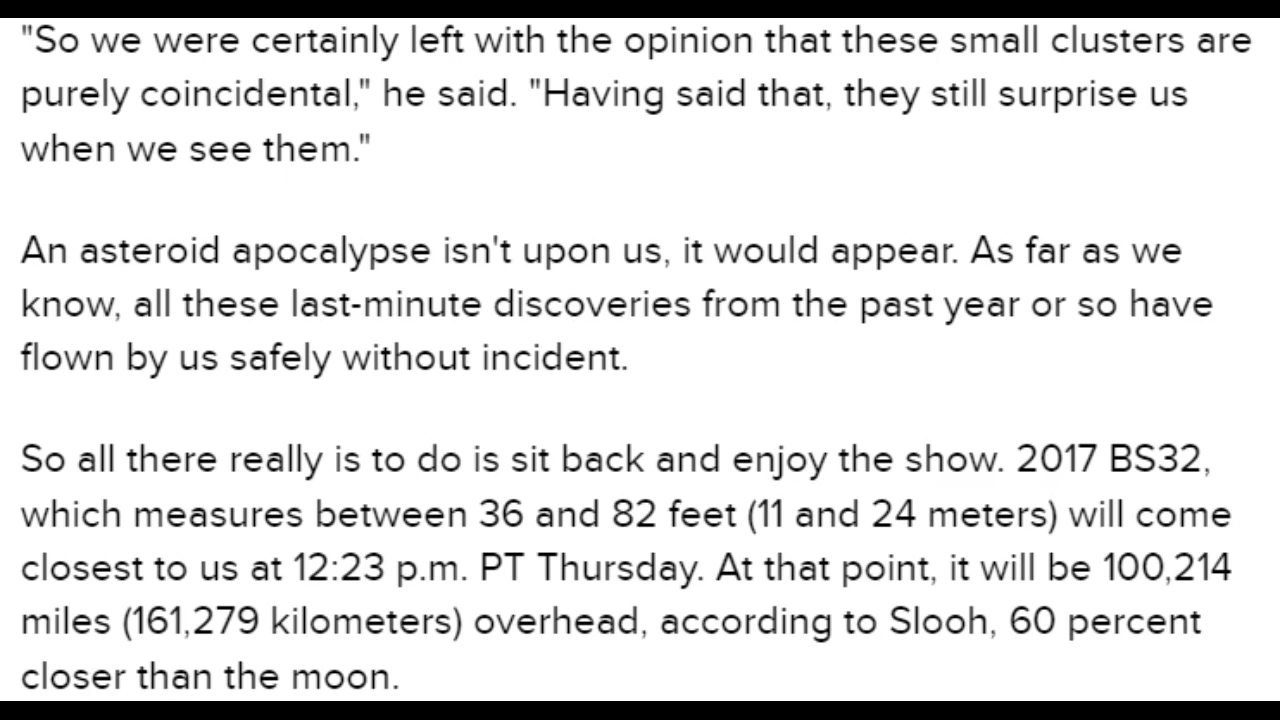 "So we were certainly left with the opinion that these small clusters are
purely coincidental," he said. "Having said that, they still surprise us
when we see them."
An asteroid apocalypse isn't upon us, it would appear. As far as we
know, all these last-minute discoveries from the past year or so have
flown by us safely without incident.
So all there really is to do is sit back and enjoy the show. 2017 BS32,
which measures between 36 and 82 feet (11 and 24 meters) will come
closest to us at 12:23 p.m. PT Thursday. At that point, it will be 100,214
miles (161,279 kilometers) overhead, according to Slooh, 60 percent
closer than the moon.